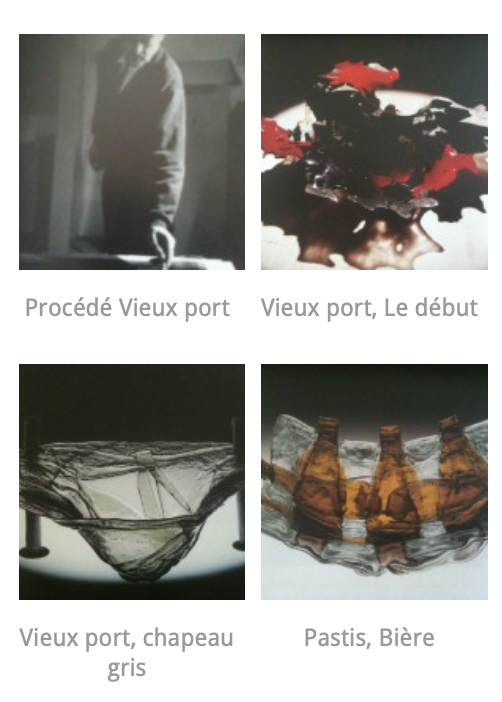 Procédé Vieux port
Vieux port, Le début
Vieux port, chapeau
gris
Pastis, Bière